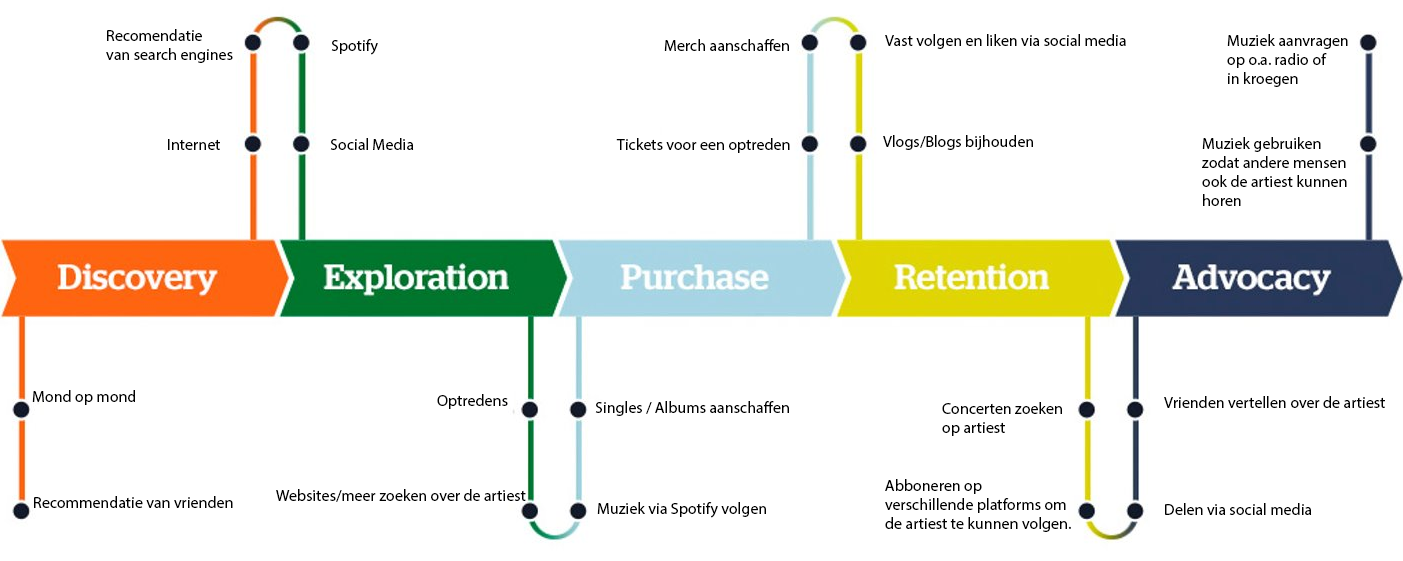 Recomendatie
van search engines
Spotify
Merch aanschaffen
Vast volgen en liken via social media
Muziek aanvragen
op o.a. radio of
in kroegen
Internet
Social Media
Tickets voor een optreden
Vlogs/Blogs bijhouden
Muziek gebruiken
zodat andere mensen
ook de artiest kunnen
horen
Discovery
Exploration
Purchase
Retention
Advocacy
Mond op mond
Optredens
Singles / Albums aanschaffen
Concerten zoeken
op artiest
Vrienden vertellen over de artiest
Recommendatie van vrienden
Websites/meer zoeken over de artiest
Muziek via Spotify volgen
Abboneren op
verschillende platforms om
de artiest te kunnen volgen.
Delen via social media